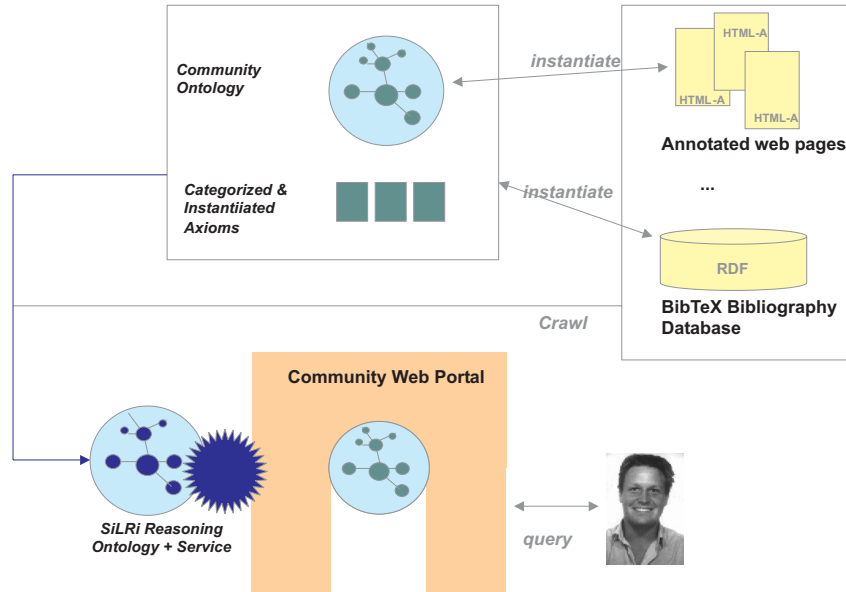 Community
Ontology
instantiate
HTML-A
HTML-A
HTML-A
Annotated web pages
...
Categorized &
Instantiiated
Axioms
instantiate
RDF
BibTeX Bibliography
Database
Crawl
Community Web Portal
SiLRi Reasoning
Ontology + Service
query